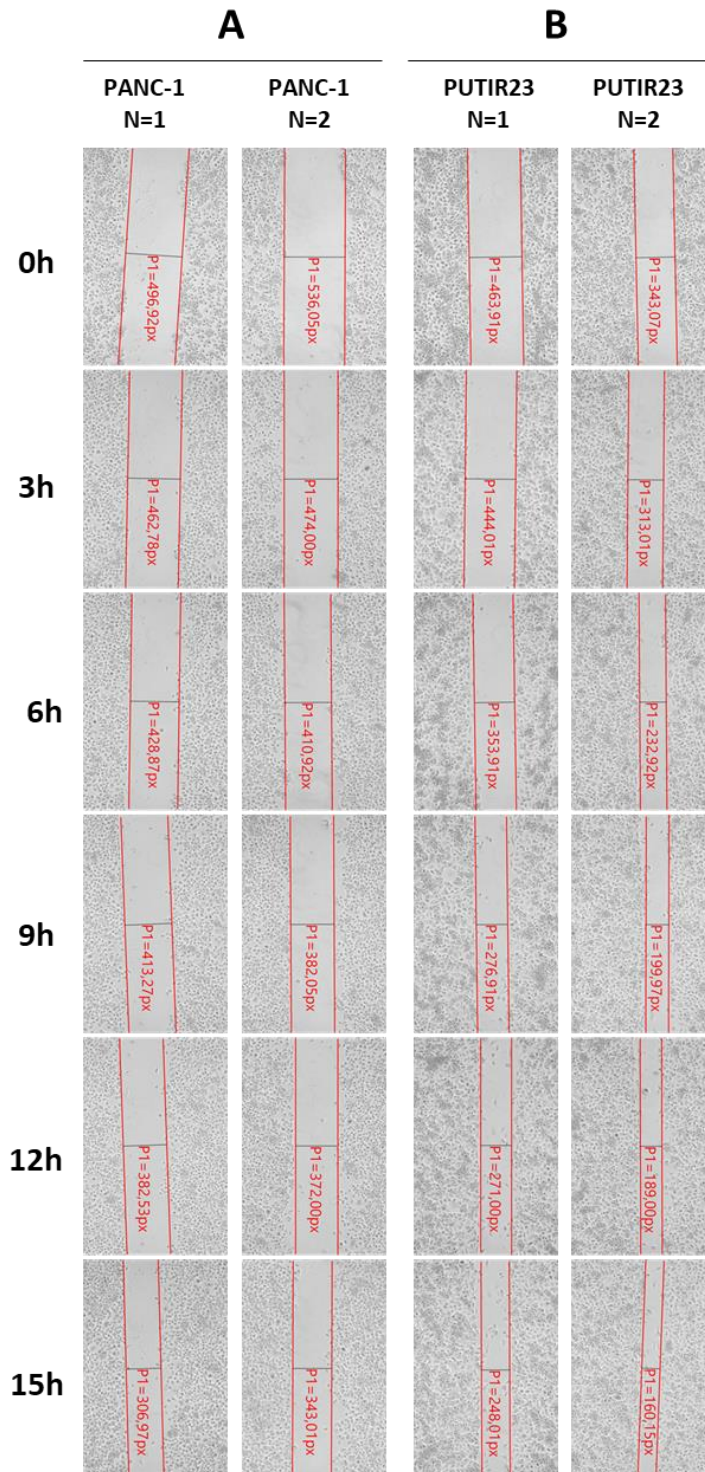 A
B
PANC-1
N=1
PANC-1
N=2
PUTIR23
N=1
PUTIR23
N=2
0h
P1=496,92px
P1=536,05px
P1=463,91px
P1=343,07px
3h
P1=462,78px
P1=474,00px
P1=444,01px
P1=313,01px
6h
P1=428,87px
P1=410,92px
P1=353,91px
P1=232,92px
9h
P1=413,27px
P1=382,05px
P1=276,91px
P1=199,97px
12h
P1=382,53px
P1=372,00px
P1=271,00px
P1=189,00px
15h
P1=306,97px
P1=343,01px
P1=248,01px
P1=160,15px